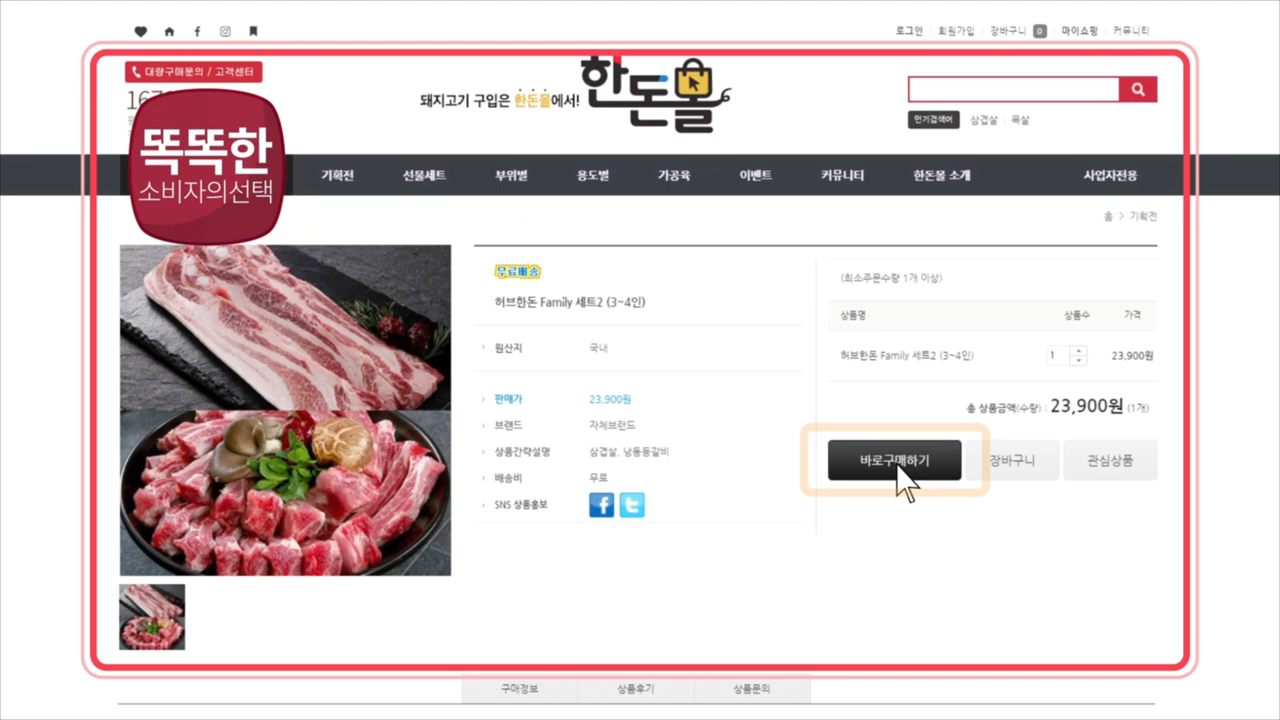 로그인
회원가입
장바구니 0
마이쇼핑
커뮤니티
대량구매문의 / 고객센터
돼지고기 구입은 한돈몰에서!
한돈몰
인기검색어
삼겹살
목살
똑똑한
소비자의선택
기획전
선물세트
부위별
용도별
가공육
이벤트
커뮤니티
한돈몰 소개
사업자전용
홈 > 기획전
무료배송
허브한돈 Family 세트2 (3~4인)
원산지 국내
판매가 23,900원
브랜드 자체브랜드
상품간략설명 삼겹살, 냉동등갈비
배송비 무료
SNS 상품홍보
(최소주문수량 1개 이상)
상품명 상품수 가격
허브한돈 Family 세트2 (3~4인) 1 23,900원
총 상품금액(수량) : 23,900원 (1개)
바로구매하기
장바구니
관심상품
구매정보
상품후기
상품문의